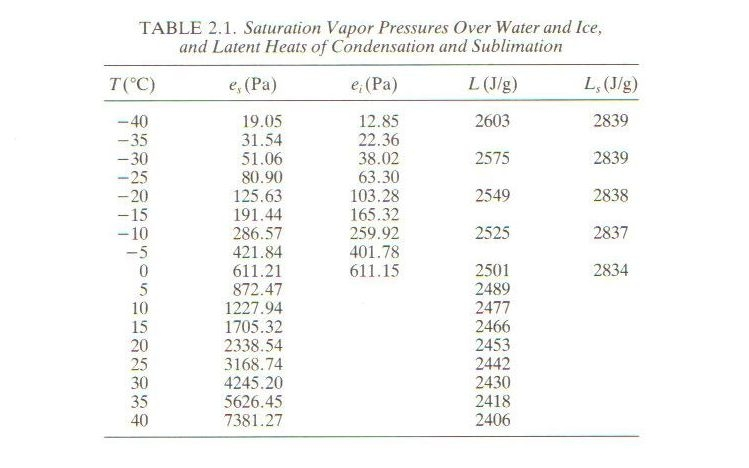 TABLE 2.1. Saturation Vapor Pressures Over Water and Ice,
and Latent Heats of Condensation and Sublimation
T (°C) eₛ (Pa) eᵢ (Pa) L (J/g) Lₛ (J/g)
−40 19.05 12.85 2603 2839
−35 31.54 22.36
−30 51.06 38.02 2575 2839
−25 80.90 63.30
−20 125.63 103.28 2549 2838
−15 191.44 165.32
−10 286.57 259.92 2525 2837
−5 421.84 401.78
0 611.21 611.15 2501 2834
5 872.47 2489
10 1227.94 2477
15 1705.32 2466
20 2338.54 2453
25 3168.74 2442
30 4245.20 2430
35 5626.45 2418
40 7381.27 2406